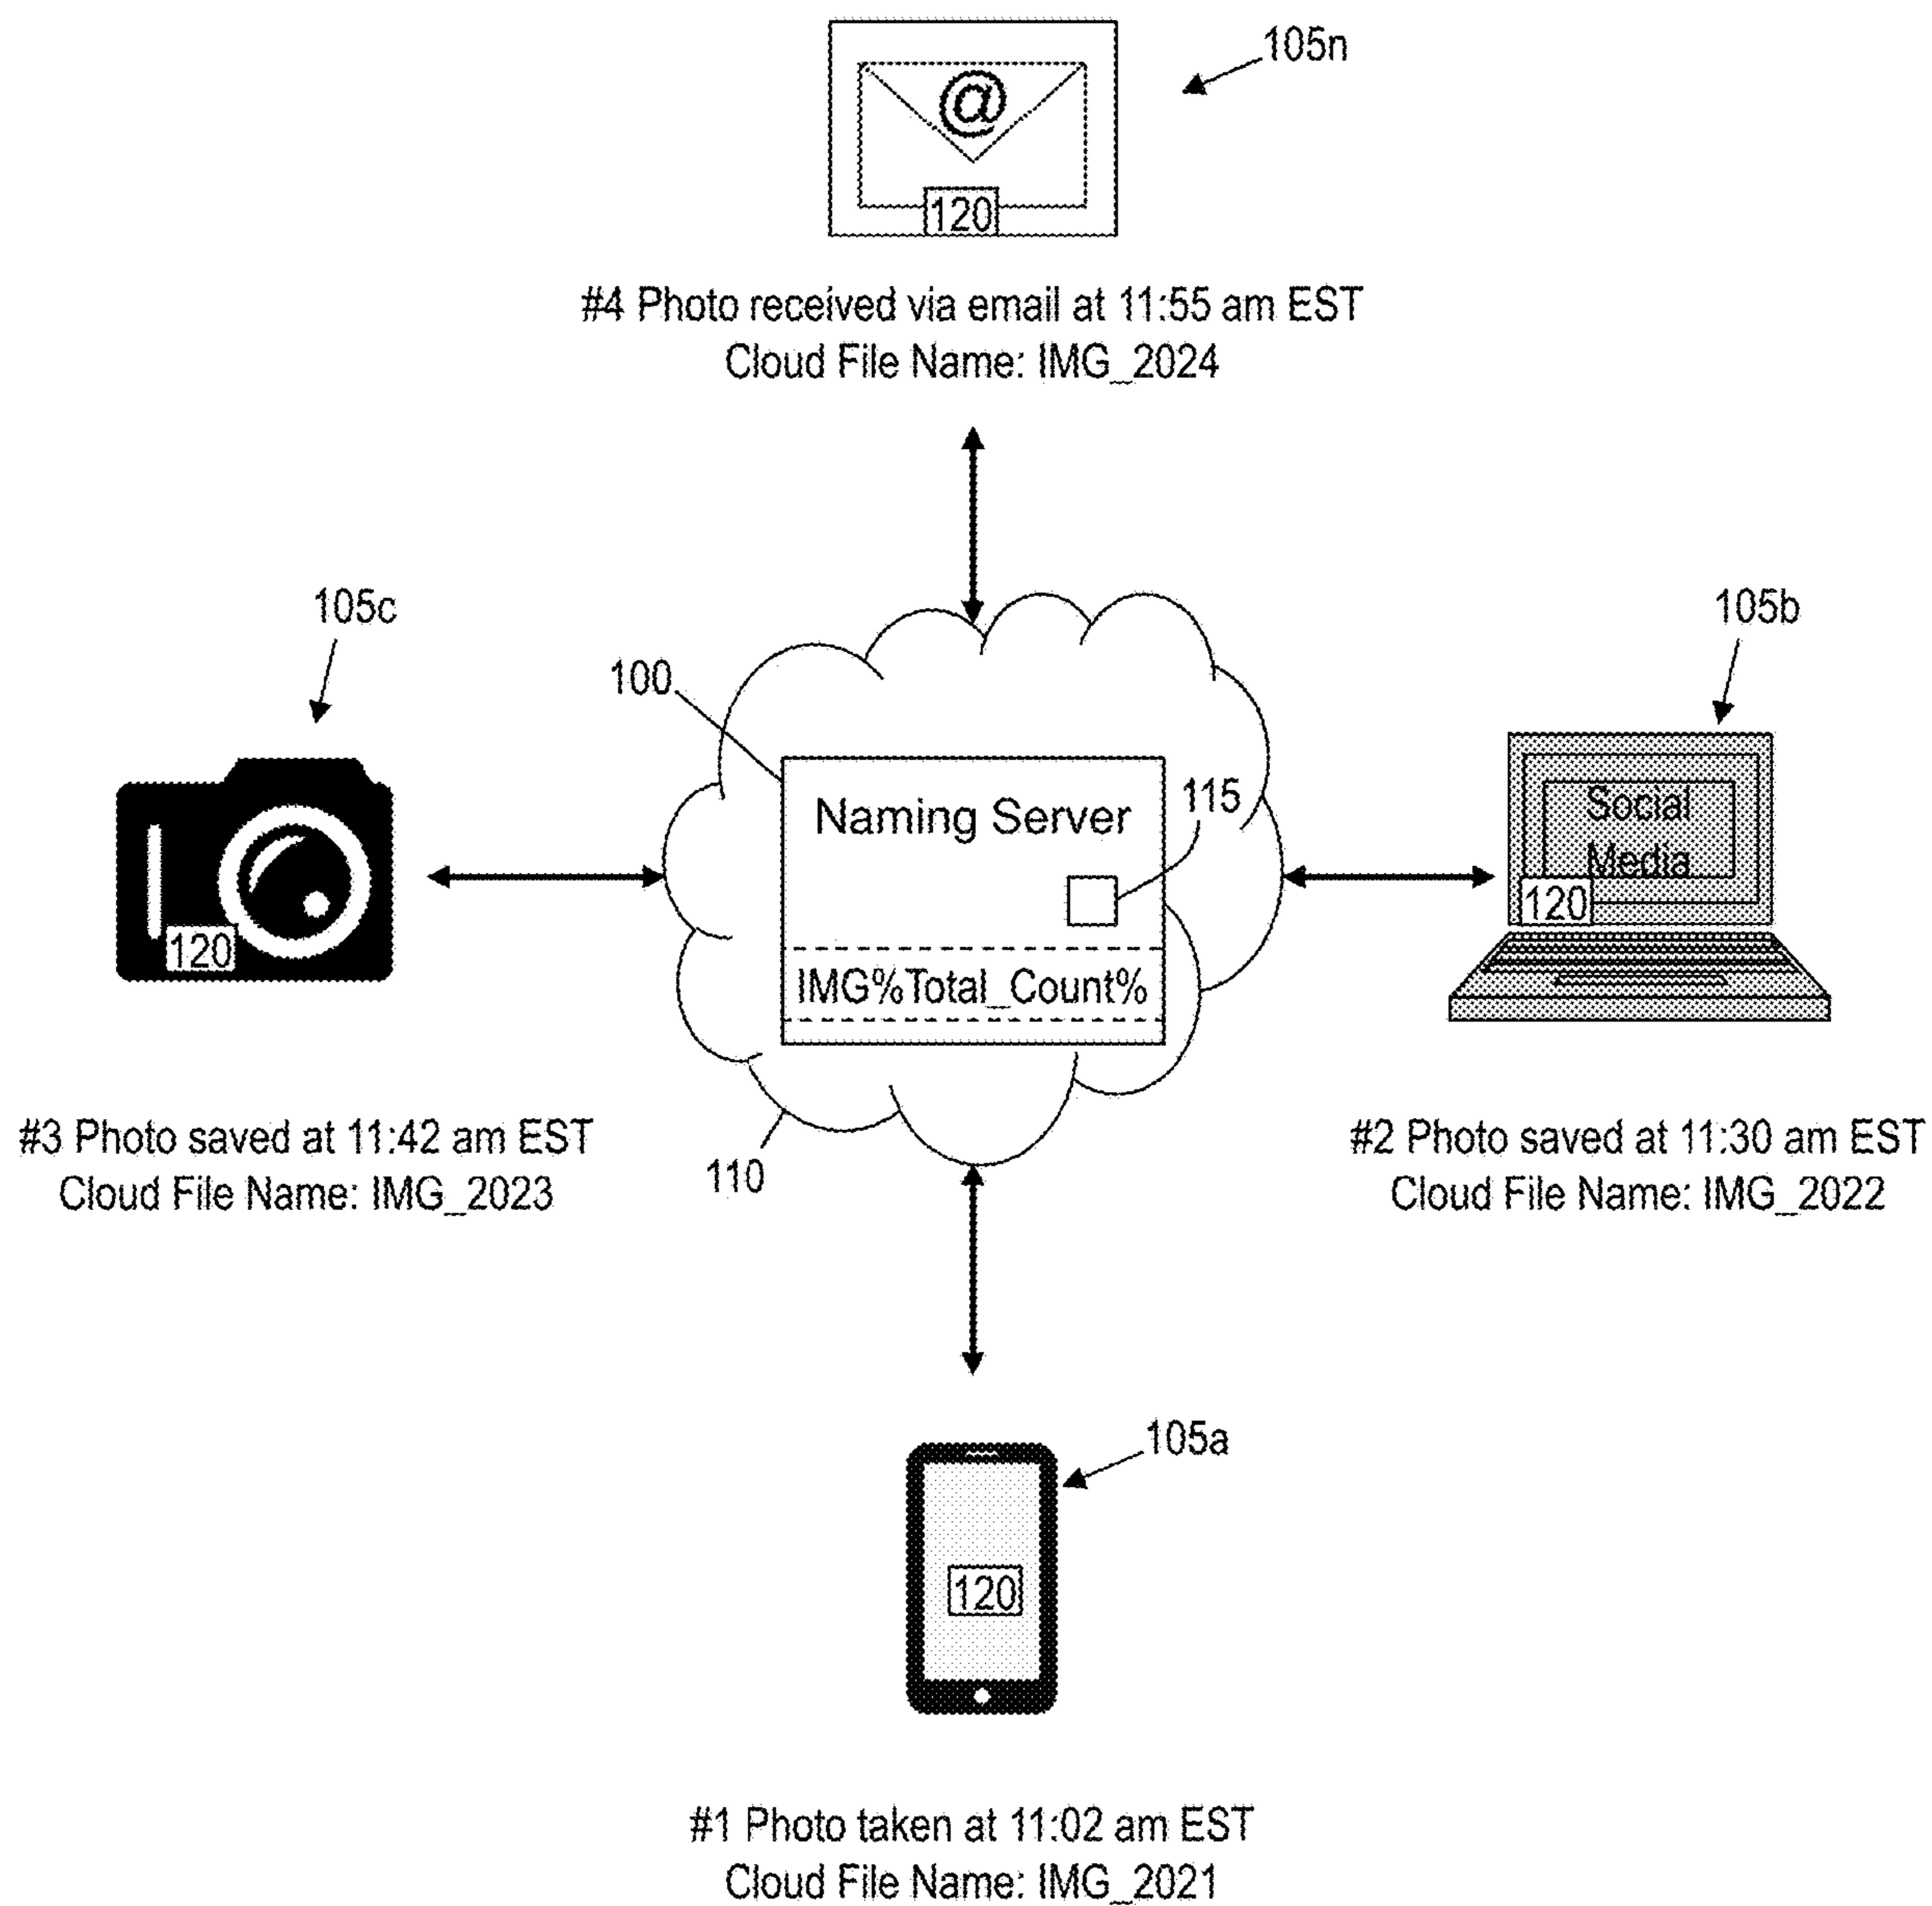 105n
@
120
#4 Photo received via email at 11:55 am EST
Cloud File Name: IMG_2024
105c
105b
100
115
Naming Server
IMG%Total_Count%
Social
Media
120
120
#3 Photo saved at 11:42 am EST
Cloud File Name: IMG_2023
110
#2 Photo saved at 11:30 am EST
Cloud File Name: IMG_2022
105a
120
#1 Photo taken at 11:02 am EST
Cloud File Name: IMG_2021